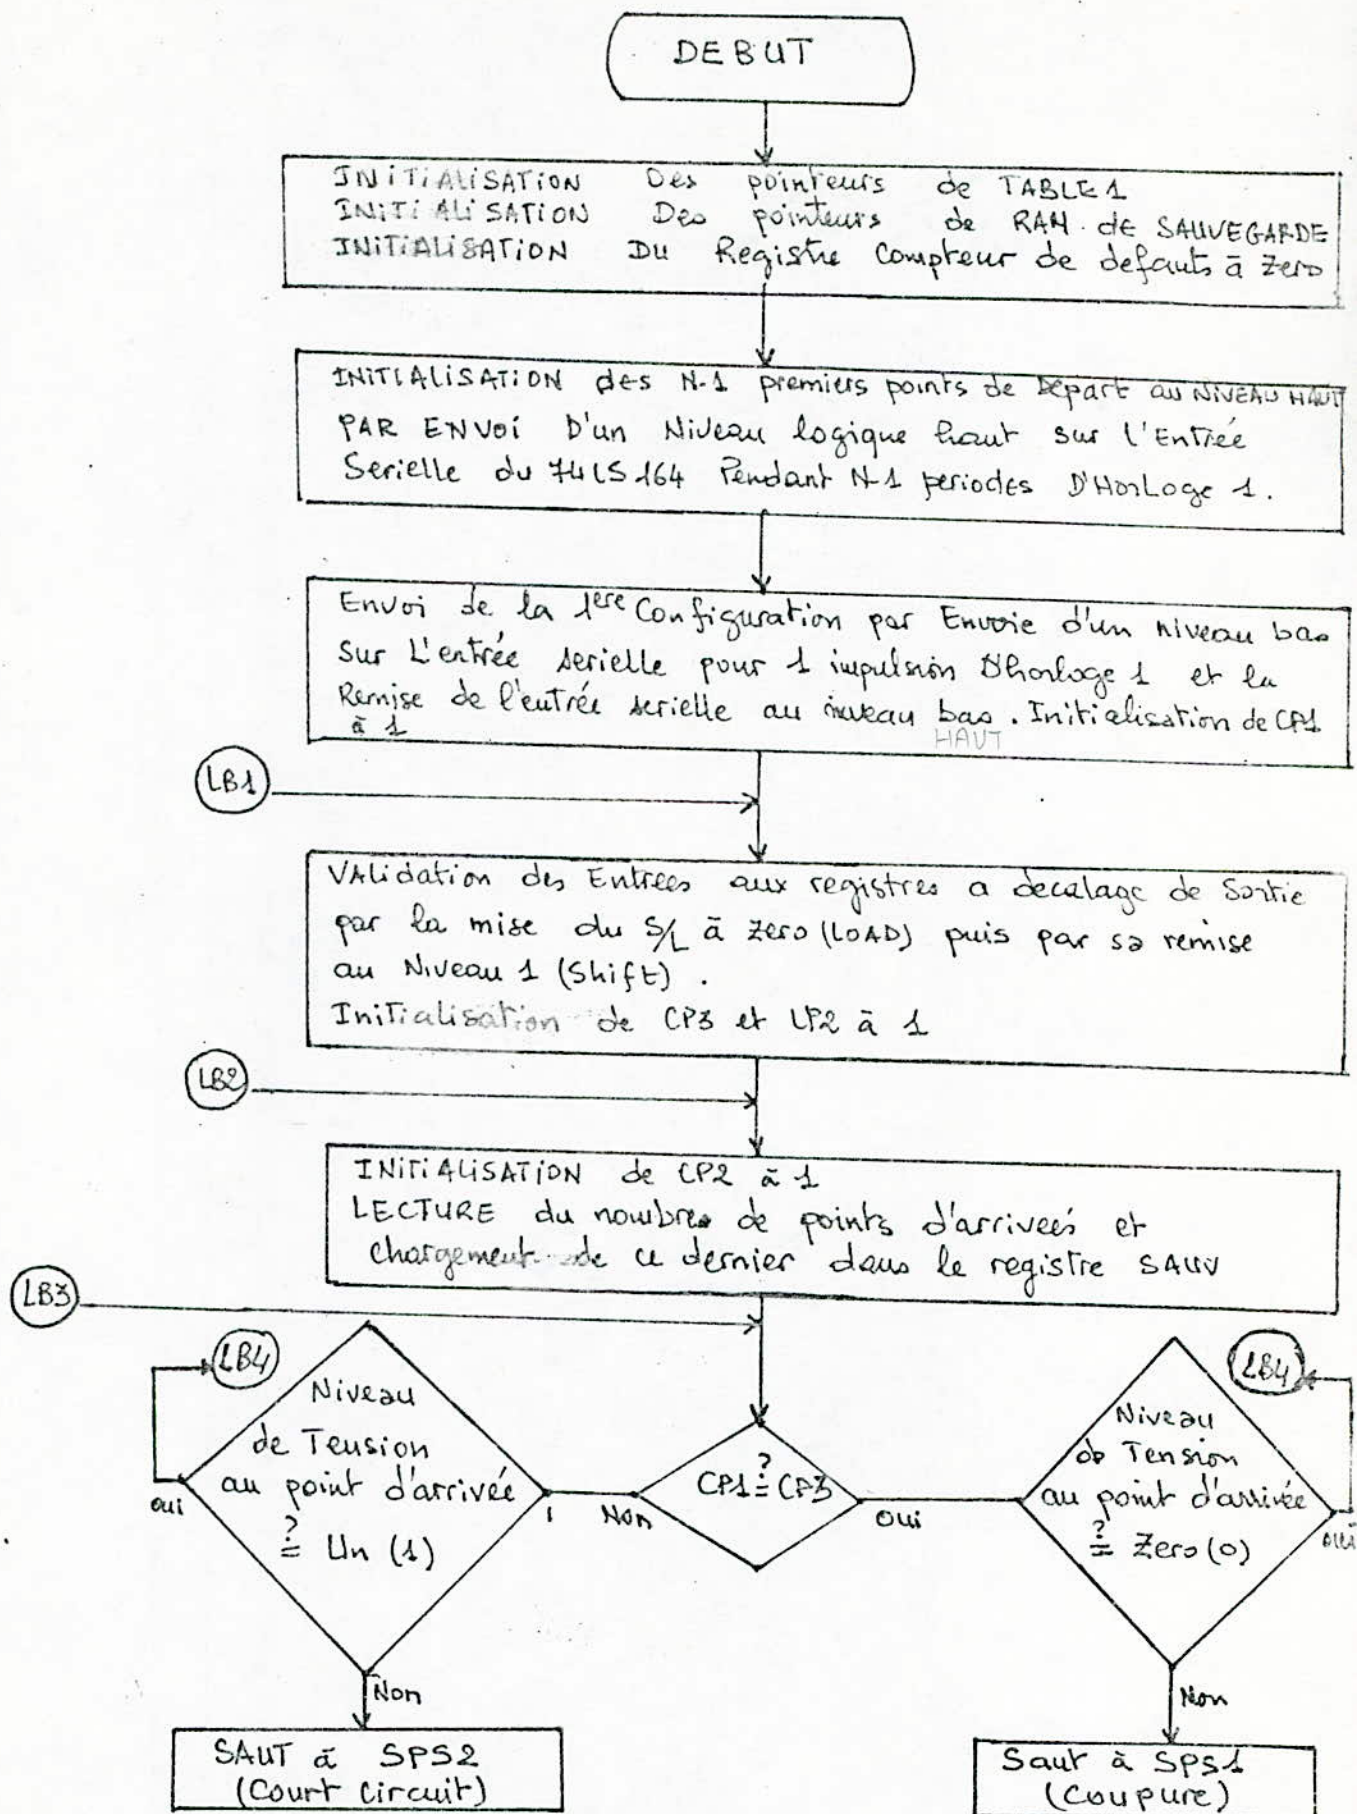 DEBUT
INITIALISATION Des pointeurs de TABLE 1
INITIALISATION Des pointeurs de RAM. de SAUVEGARDE
INITIALISATION DU Registre Compteur de defauts à Zero
INITIALISATION des N-1 premiers points de Départ au NIVEAU HAUT
PAR ENVOI D'un Niveau logique haut sur l'Entrée
Serielle du 74LS164 Pendant N-1 periodes D'HorLoge 1.
Envoi de la 1ere Configuration par Envoie d'un niveau bas
sur L'entrée serielle pour 1 impulsion D'horloge 1 et la
Remise de l'entrée serielle au niveau bas. Initialisation de CP1
à 1
HAUT
LB1
VALidation des Entrees aux registres a decalage de Sortie
par la mise du S/L à zero (LOAD) puis par sa remise
au Niveau 1 (Shift).
InitiAlisation de CP3 et LP2 à 1
LB2
INITIALISATION de CP2 à 1
LECTURE du nombres de points d'arriveés et
chargement de ce dernier dans le registre SAUV
LB3
LB4
Niveau
de Tension
au point d'arrivée
? = Un (1)
oui
Non
CP1 ?= CP3
Non
Oui
LB4
Niveau
de Tension
au point d'arrivée
? = Zero (0)
oui
Non
SAUT à SPS2
(Court Circuit)
Saut à SPS1
(Coupure)